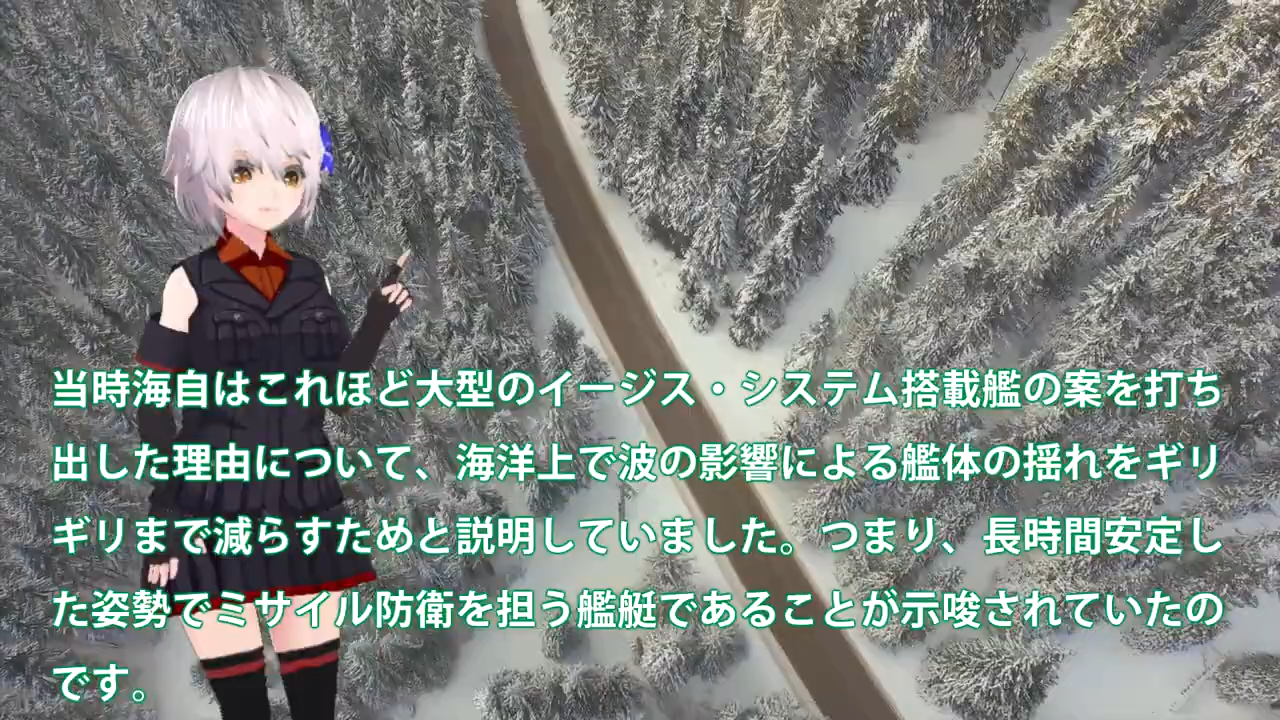 当時海自はこれほど大型のイージス・システム搭載艦の案を打ち
出した理由について、海洋上で波の影響による艦体の揺れをギリ
ギリまで減らすためと説明していました。つまり、長時間安定し
た姿勢でミサイル防衛を担う艦艇であることが示唆されていたの
です。